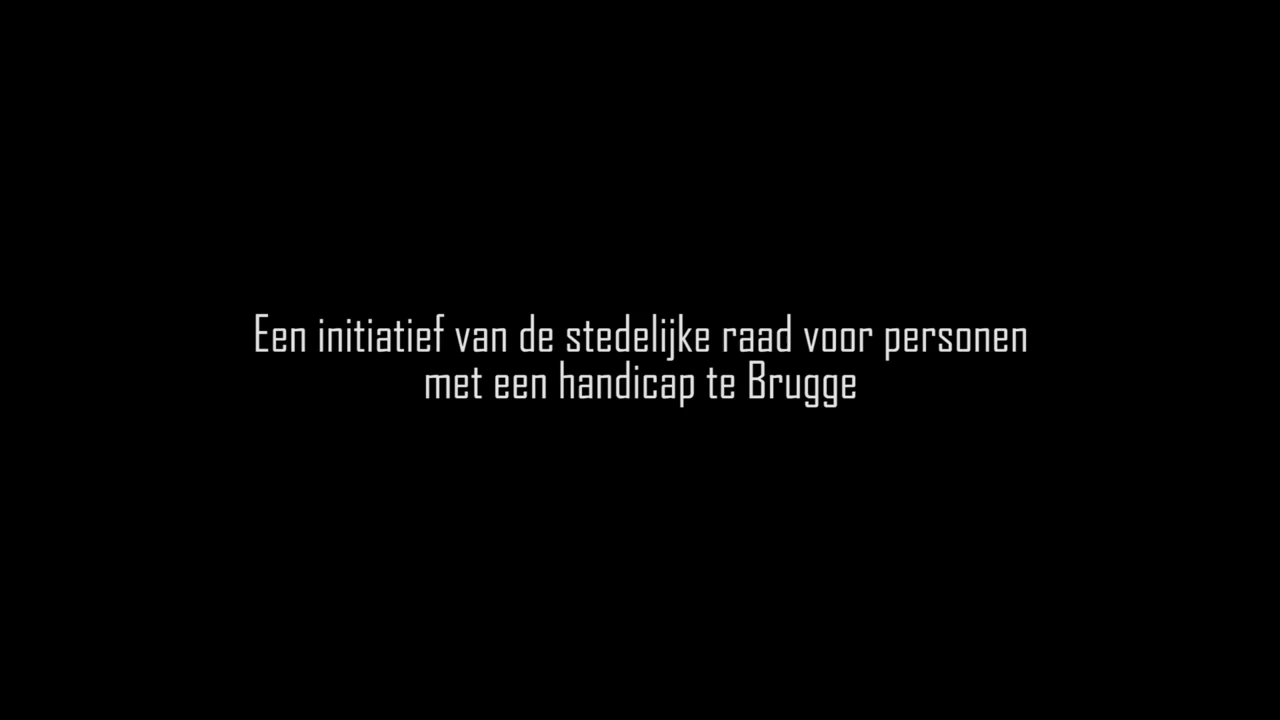 Een initiatief van de stedelijke raad voor personen
met een handicap te Brugge